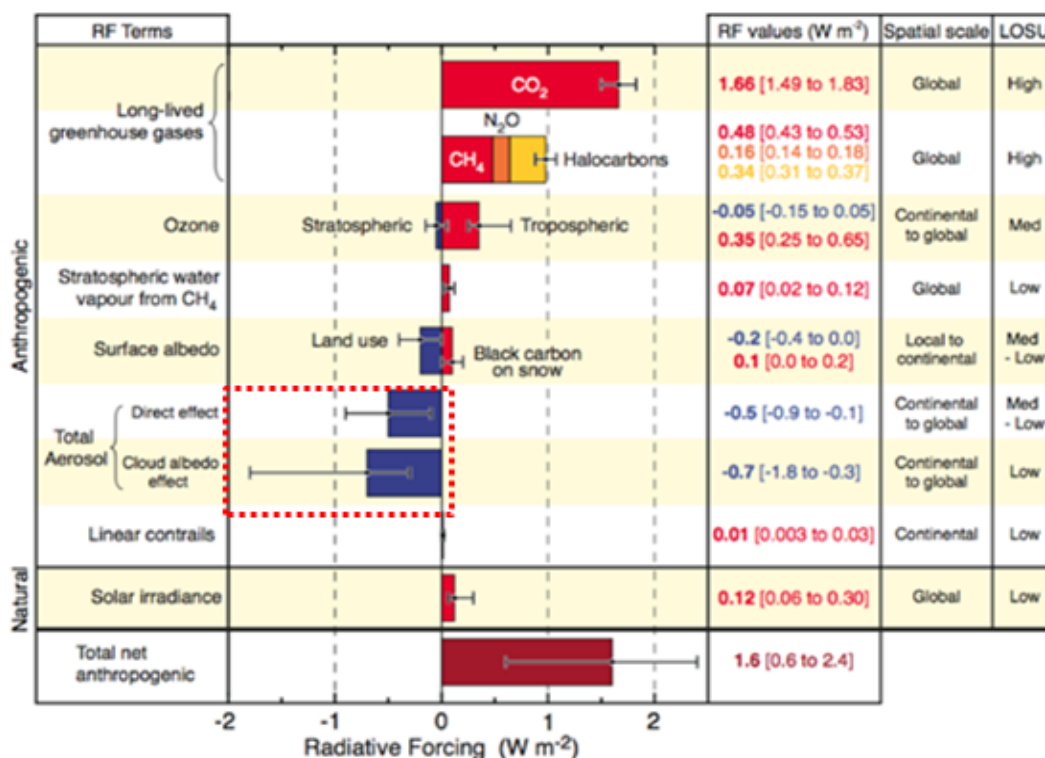 RF Terms
RF values (W m-2)
Spatial scale
LOSU
Anthropogenic
Long-lived
greenhouse gases
CO2
1.66 [1.49 to 1.83]
Global
High
N2O
CH4
Halocarbons
0.48 [0.43 to 0.53]
0.16 [0.14 to 0.18]
0.34 [0.31 to 0.37]
Global
High
Ozone
Stratospheric
Tropospheric
-0.05 [-0.15 to 0.05]
0.35 [0.25 to 0.65]
Continental
to global
Med
Stratospheric water
vapour from CH4
0.07 [0.02 to 0.12]
Global
Low
Surface albedo
Land use
Black carbon
on snow
-0.2 [-0.4 to 0.0]
0.1 [0.0 to 0.2]
Local to
continental
Med
- Low
Total
Aerosol
Direct effect
-0.5 [-0.9 to -0.1]
Continental
to global
Med
- Low
Cloud albedo
effect
-0.7 [-1.8 to -0.3]
Continental
to global
Low
Linear contrails
0.01 [0.003 to 0.03]
Continental
Low
Natural
Solar irradiance
0.12 [0.06 to 0.30]
Global
Low
Total net
anthropogenic
1.6 [0.6 to 2.4]
-2 -1 0 1 2
Radiative Forcing (W m-2)